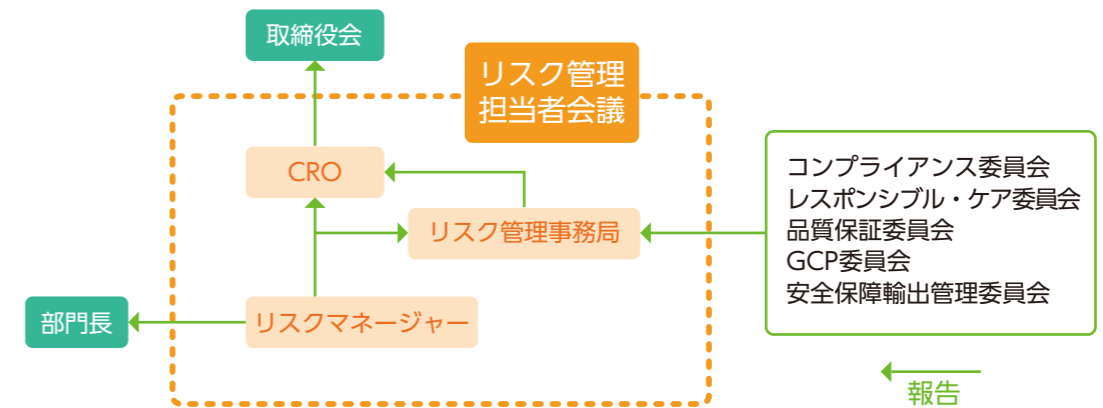 取締役会
リスク管理
担当者会議
CRO
コンプライアンス委員会
レスポンシブル・ケア委員会
品質保証委員会
GCP委員会
安全保障輸出管理委員会
リスク管理事務局
部門長
リスクマネージャー
報告